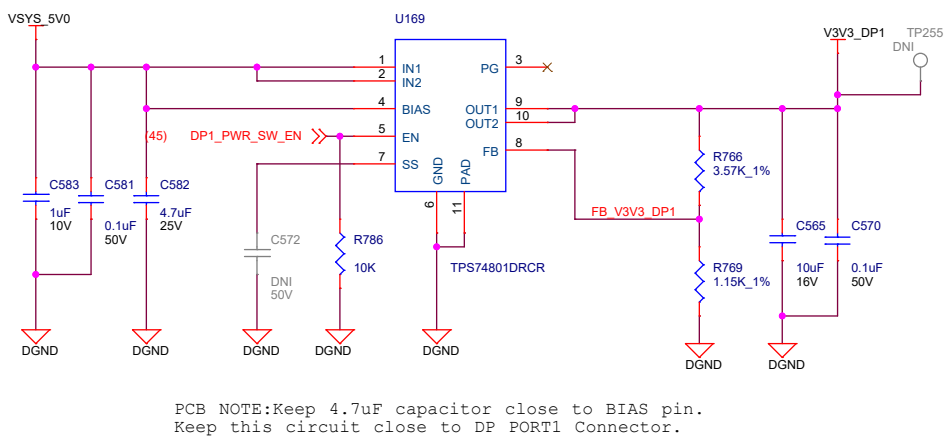 VSYS_5V0
U169
V3V3_DP1
TP255
DNI
1
IN1
2
IN2
PG
3
4
BIAS
OUT1
9
OUT2
10
(45)
DP1_PWR_SW_EN
5
EN
FB
8
7
SS
GND
PAD
6
11
C583
1uF
10V
C581
0.1uF
50V
C582
4.7uF
25V
C572
DNI
50V
R786
10K
TPS74801DRCR
FB_V3V3_DP1
R766
3.57K_1%
R769
1.15K_1%
C565
10uF
16V
C570
0.1uF
50V
DGND
DGND
DGND
DGND
DGND
DGND
DGND
PCB NOTE:Keep 4.7uF capacitor close to BIAS pin.
Keep this circuit close to DP PORT1 Connector.